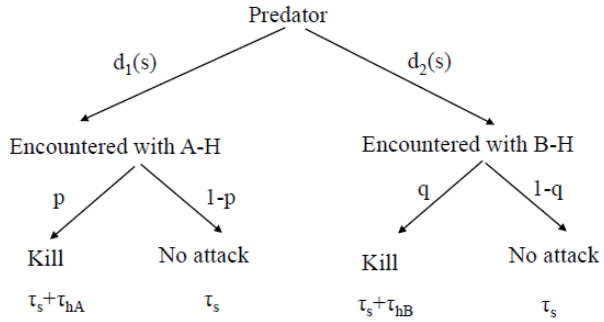 Predator
d₁(s) d₂(s)
Encountered with A-H Encountered with B-H
p 1-p q 1-q
Kill No attack Kill No attack
τₛ+τₕA τₛ τₛ+τₕB τₛ